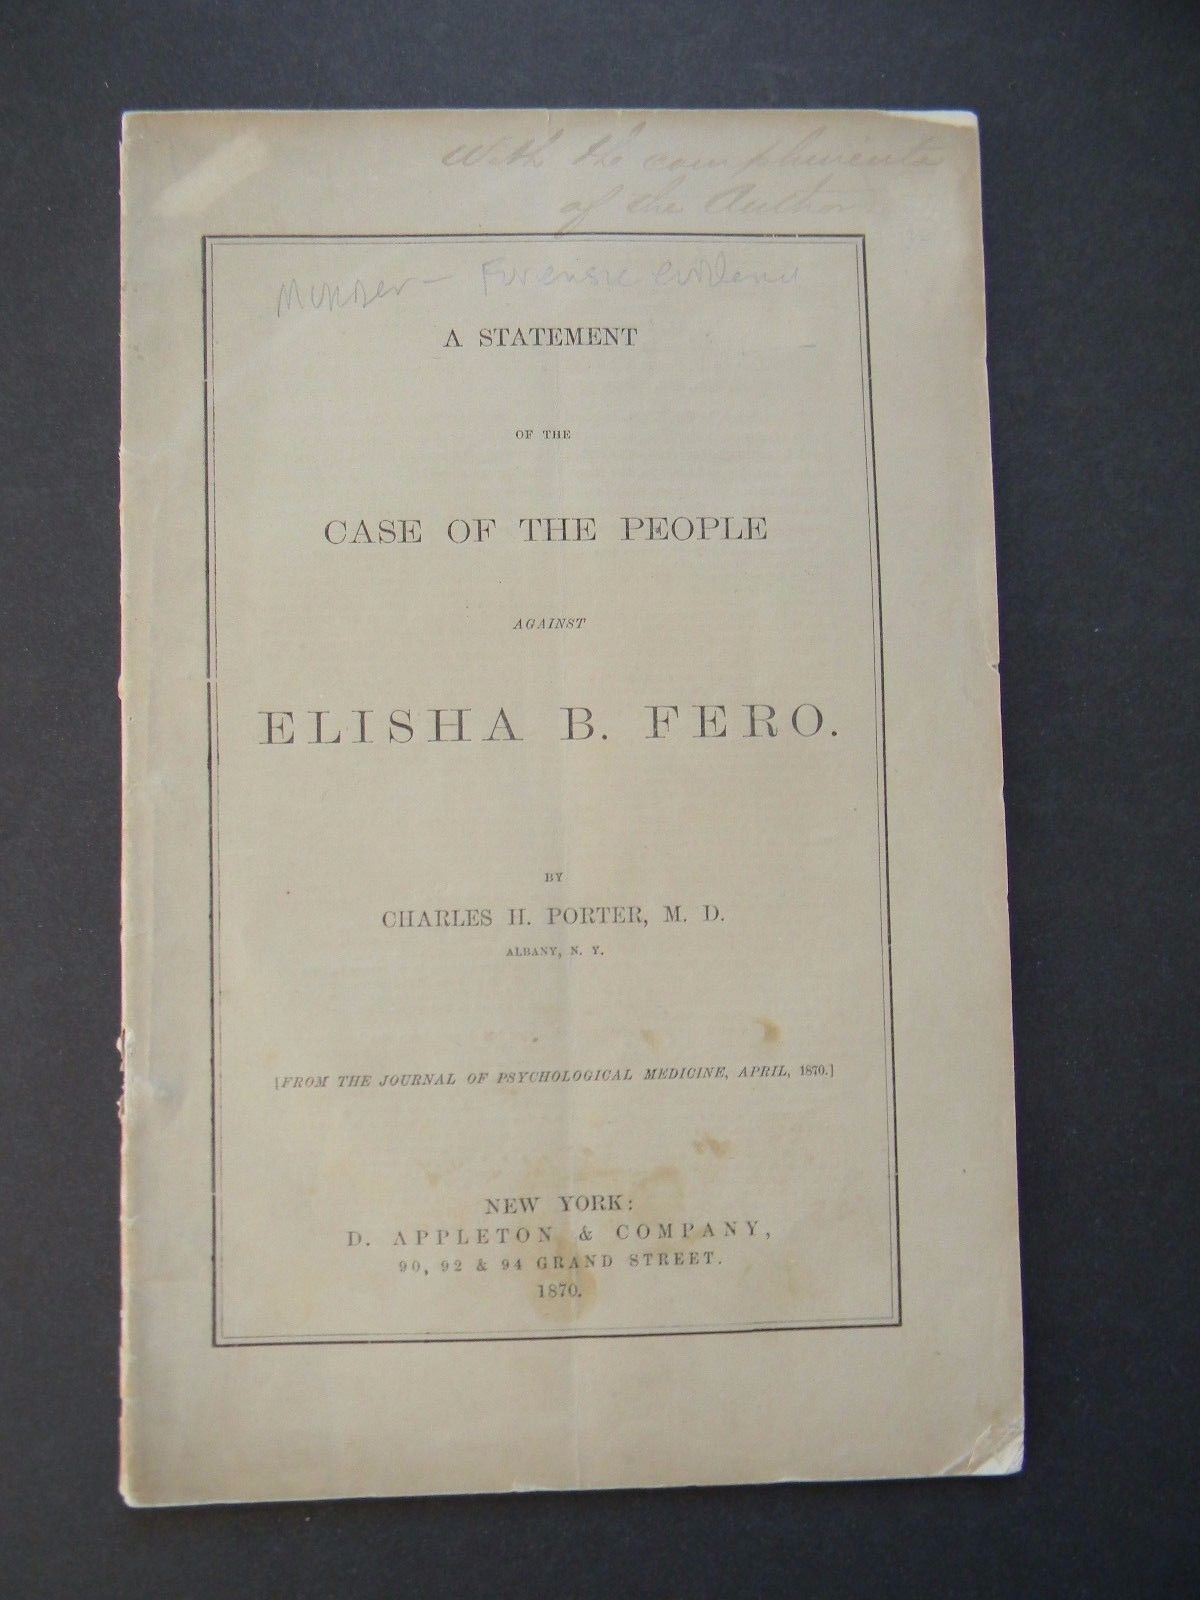 With the compliments
of the Author
Murder - Forensic evidence
A STATEMENT
OF THE
CASE OF THE PEOPLE
AGAINST
ELISHA B. FERO.
BY
CHARLES H. PORTER, M. D.
ALBANY, N. Y.
[FROM THE JOURNAL OF PSYCHOLOGICAL MEDICINE, APRIL, 1870.]
NEW YORK:
D. APPLETON & COMPANY,
90, 92 & 94 GRAND STREET.
1870.